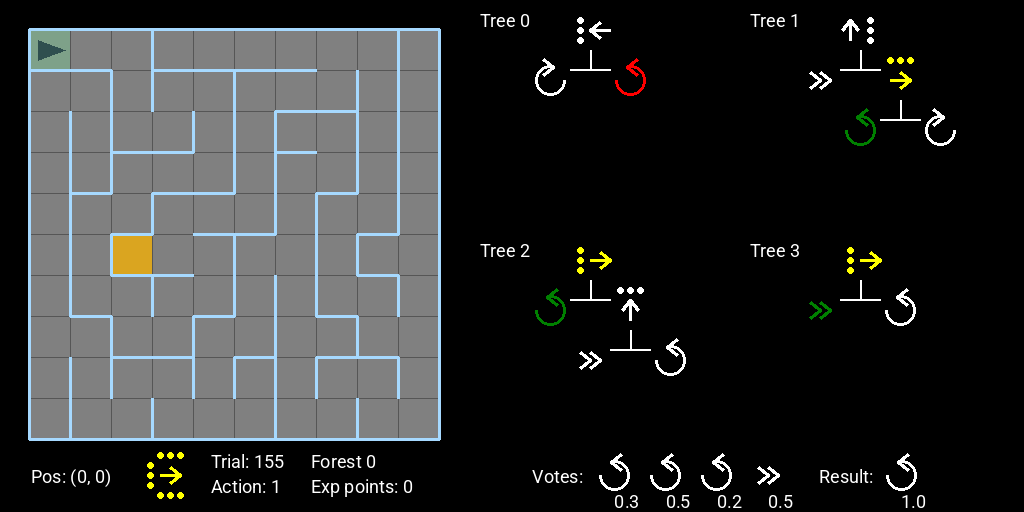 Tree 0
Tree 1
Tree 2
Tree 3
Pos: (0, 0)
Trial: 155
Forest 0
Action: 1
Exp points: 0
Votes:
0.3
0.5
0.2
0.5
Result:
1.0